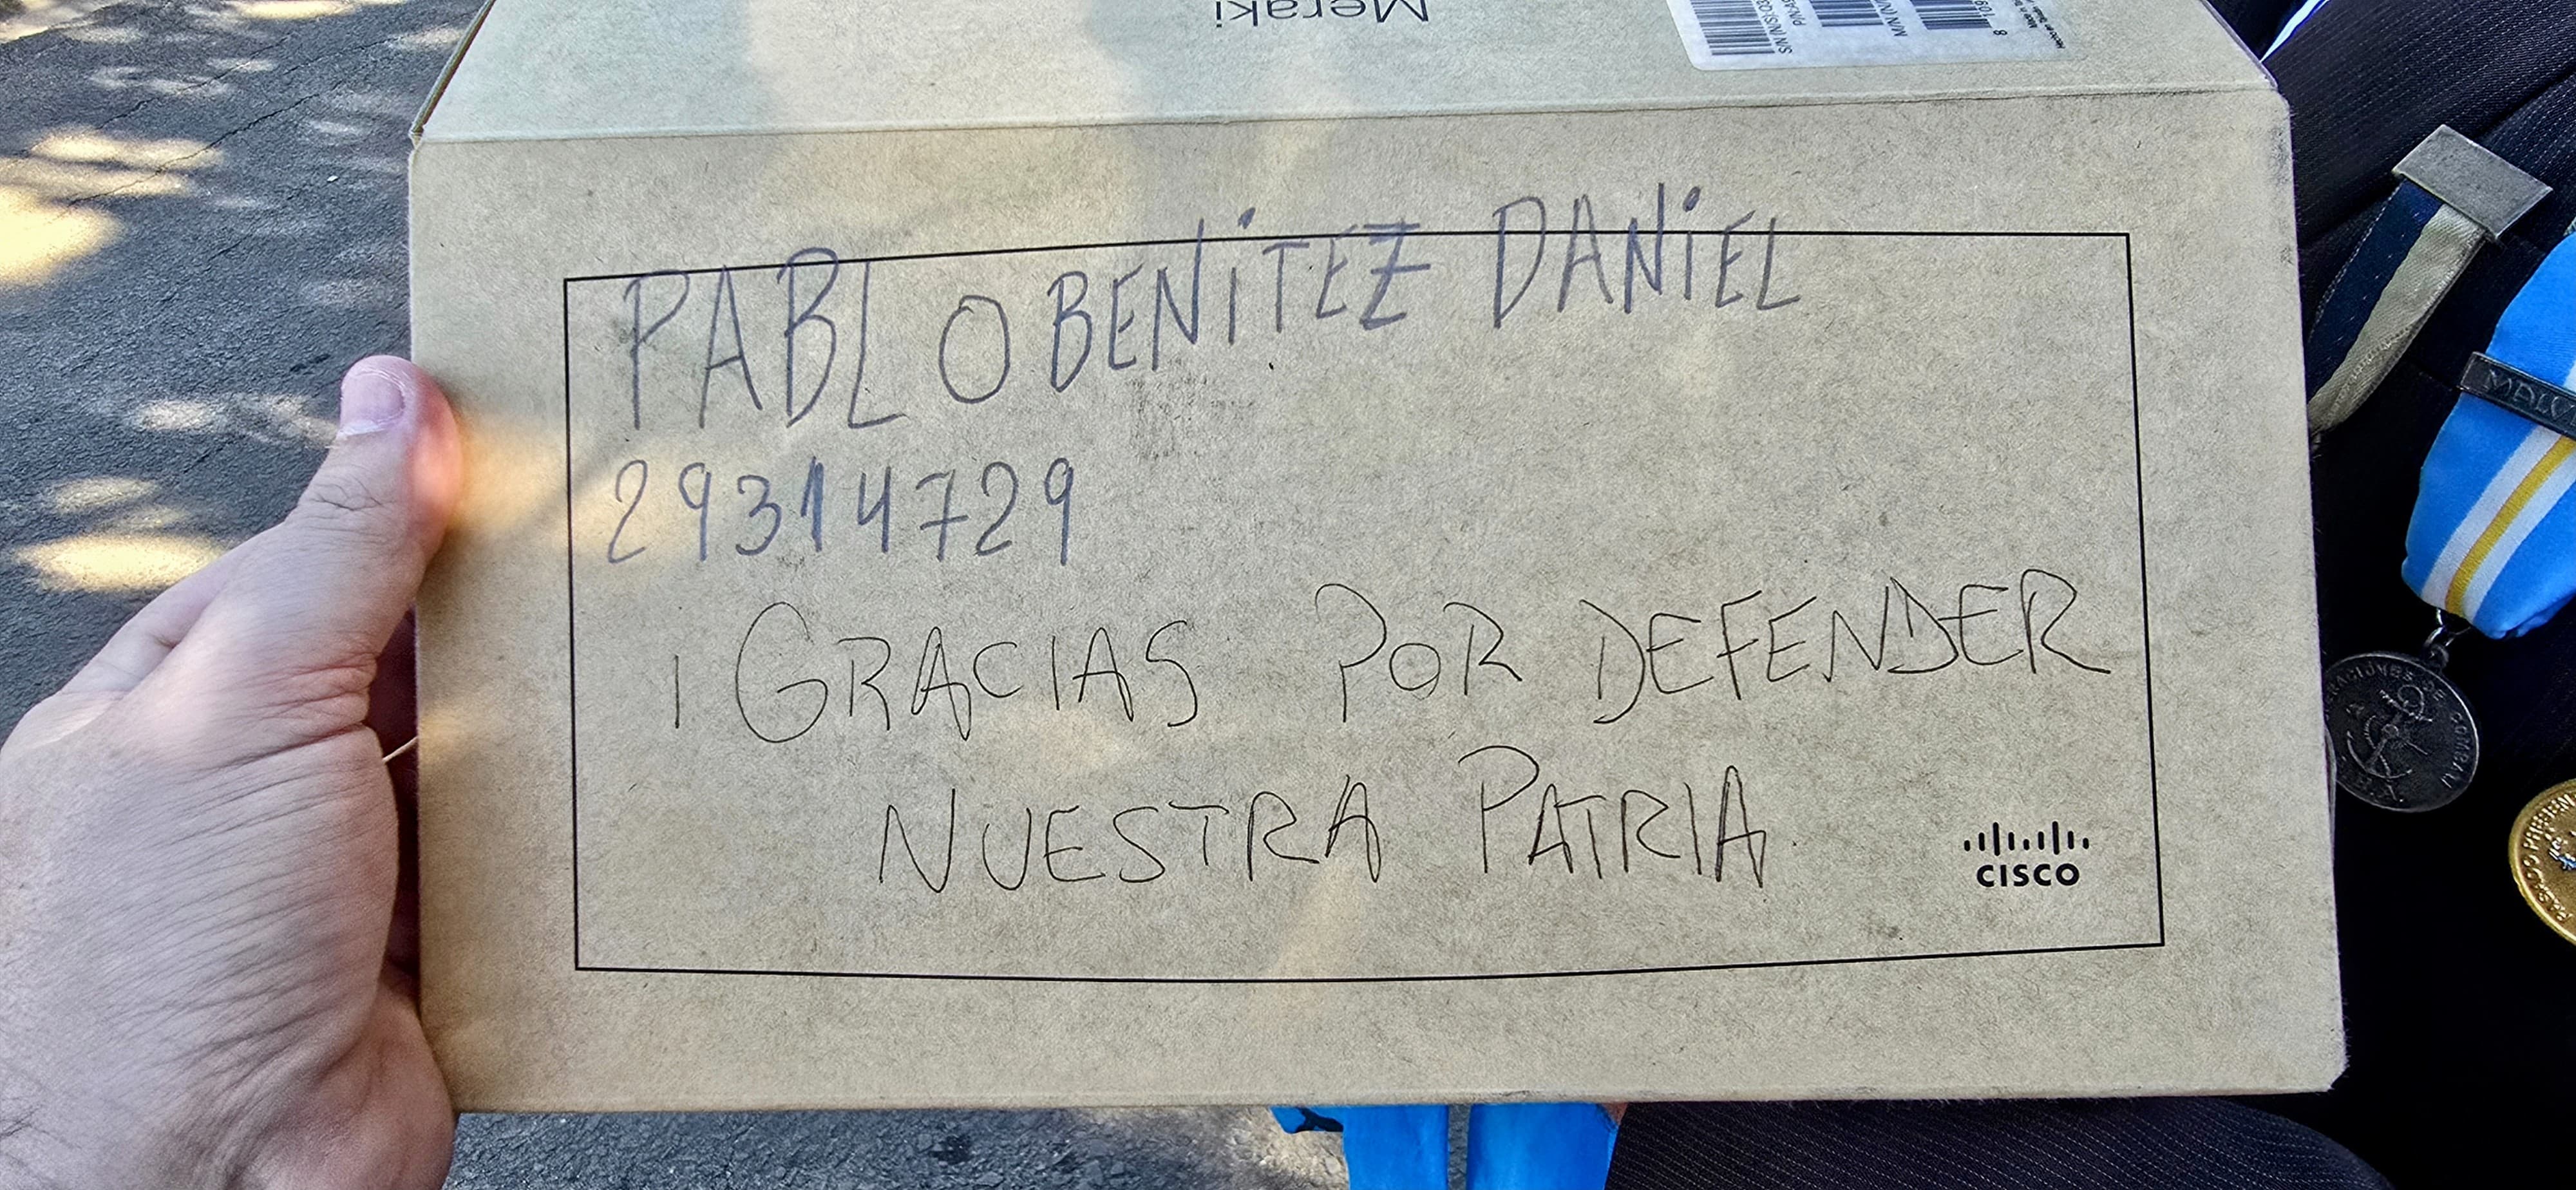 Meraki
PABLO BENITEZ DANIEL
29314729
¡GRACIAS POR DEFENDER
NUESTRA PATRIA
CISCO